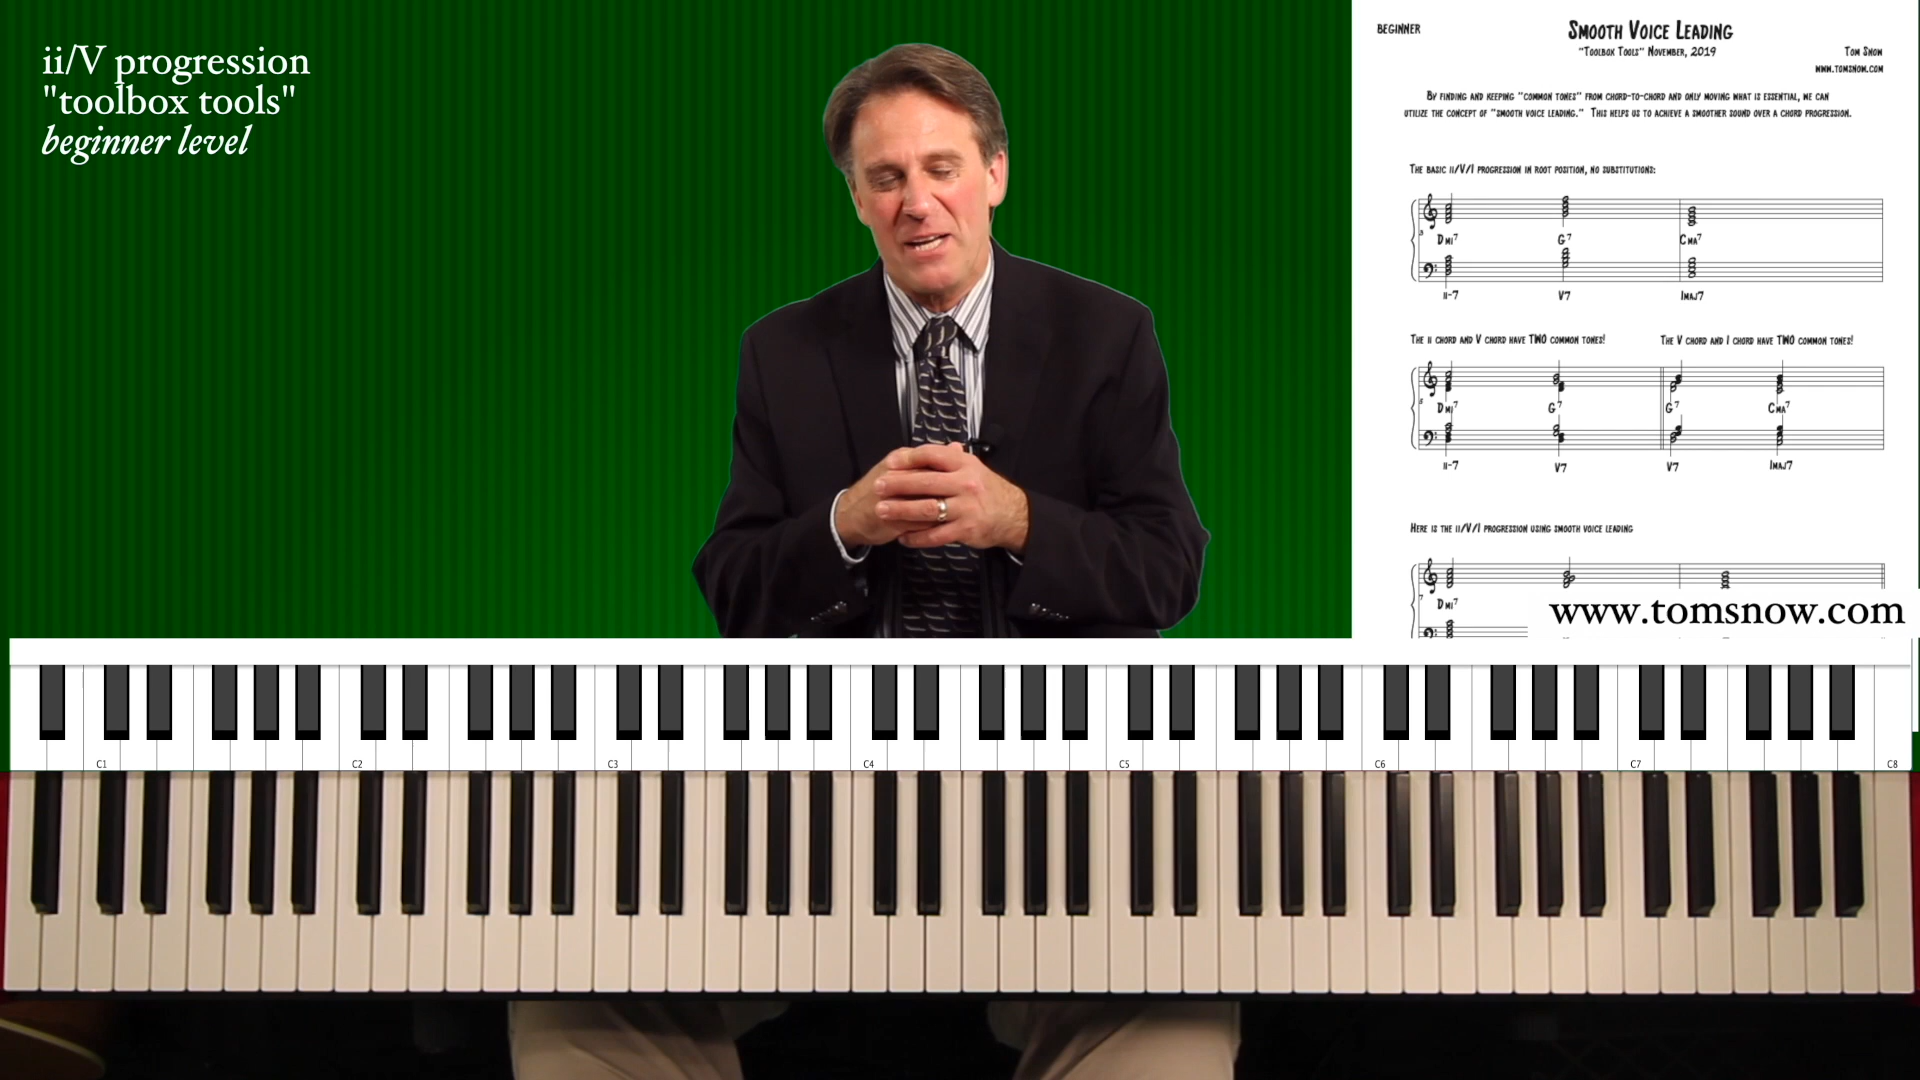 ii/V progression
"toolbox tools"
beginner level
BEGINNER
SMOOTH VOICE LEADING
"TOOLBOX TOOLS" NOVEMBER, 2019
TOM SNOW
WWW.TOMSNOW.COM
BY FINDING AND KEEPING "COMMON TONES" FROM CHORD-TO-CHORD AND ONLY MOVING WHAT IS ESSENTIAL, WE CAN
UTILIZE THE CONCEPT OF "SMOOTH VOICE LEADING." THIS HELPS US TO ACHIEVE A SMOOTHER SOUND OVER A CHORD PROGRESSION.
THE BASIC ii/V/I PROGRESSION IN ROOT POSITION, NO SUBSTITUTIONS:
DMI7 G7 CMA7
II-7 V7 IMAJ7
THE II CHORD AND V CHORD HAVE TWO COMMON TONES! THE V CHORD AND I CHORD HAVE TWO COMMON TONES!
DMI7 G7 G7 CMA7
II-7 V7 V7 IMAJ7
HERE IS THE II/V/I PROGRESSION USING SMOOTH VOICE LEADING
DMI7
www.tomsnow.com
C1 C2 C3 C4 C5 C6 C7 C8